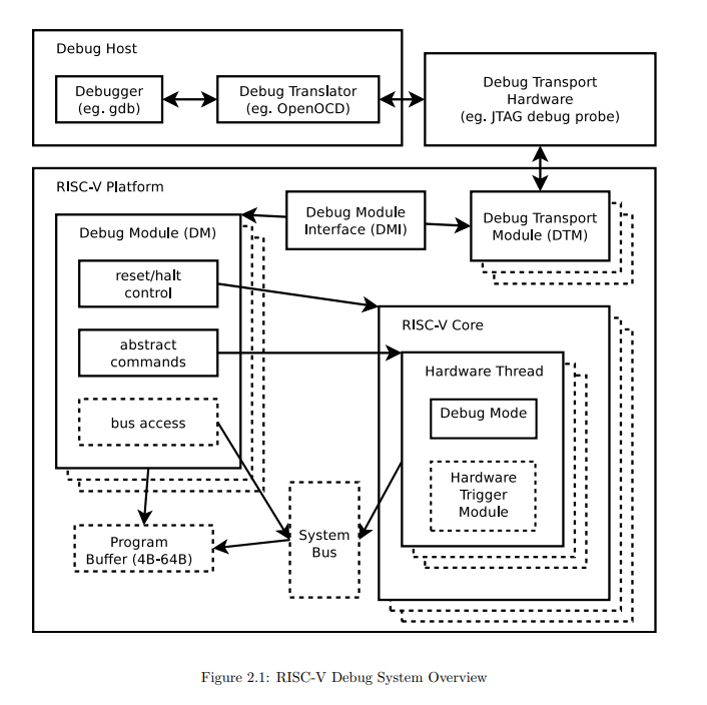 Debug Host
Debugger
(eg. gdb)
Debug Translator
(eg. OpenOCD)
Debug Transport
Hardware
(eg. JTAG debug probe)
RISC-V Platform
Debug Module (DM)
reset/halt
control
abstract
commands
bus access
Debug Module
Interface (DMI)
Debug Transport
Module (DTM)
RISC-V Core
Hardware Thread
Debug Mode
Hardware
Trigger
Module
System
Bus
Program
Buffer (4B-64B)
Figure 2.1: RISC-V Debug System Overview